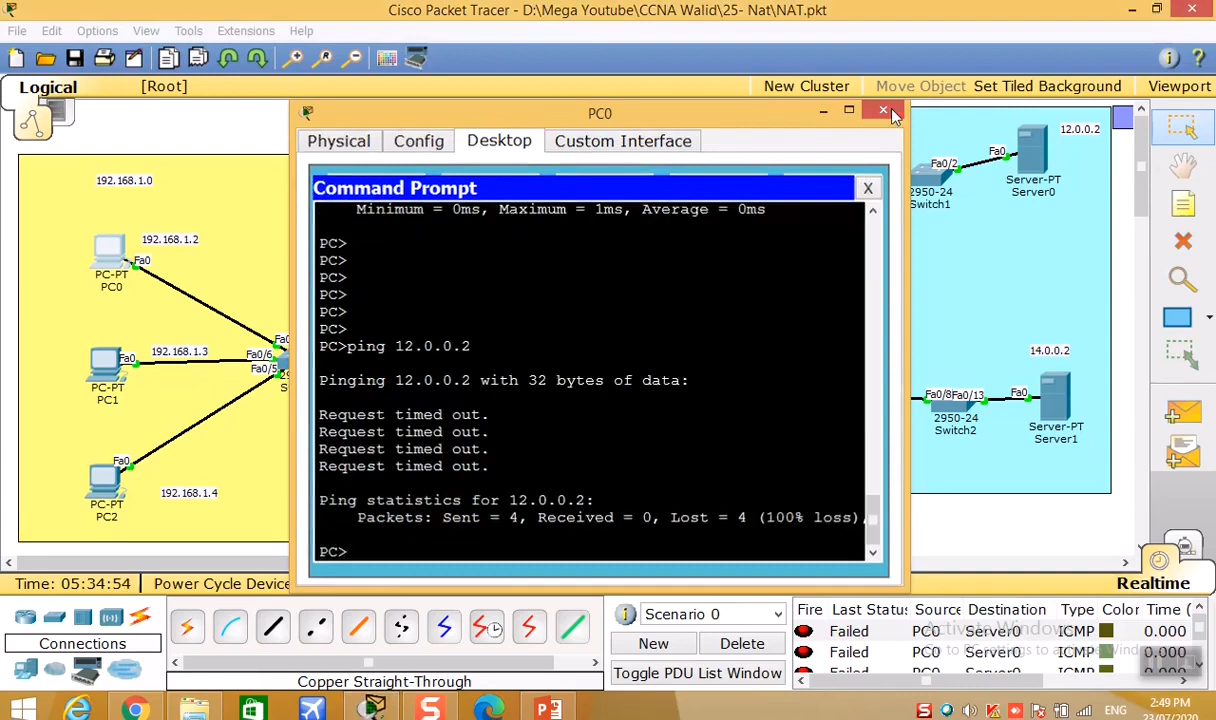 Cisco Packet Tracer - D:\Mega Youtube\CCNA Walid\25- Nat\NAT.pkt
File Edit Options View Tools Extensions Help
Logical [Root] New Cluster Move Object Set Tiled Background Viewport
PC0
Physical Config Desktop Custom Interface
Command Prompt X
Minimum = 0ms, Maximum = 1ms, Average = 0ms
PC>
PC>
PC>
PC>
PC>
PC>
PC>ping 12.0.0.2
Pinging 12.0.0.2 with 32 bytes of data:
Request timed out.
Request timed out.
Request timed out.
Request timed out.
Ping statistics for 12.0.0.2:
Packets: Sent = 4, Received = 0, Lost = 4 (100% loss),
PC>
192.168.1.0
192.168.1.2
Fa0
PC-PT
PC0
Fa0
192.168.1.3
Fa0/6
Fa0/5
PC-PT
PC1
Fa0
192.168.1.4
PC-PT
PC2
12.0.0.2
Fa0/2
Fa0
2950-24
Switch1
Server-PT
Server0
14.0.0.2
Fa0/8
Fa0/13
Fa0
2950-24
Switch2
Server-PT
Server1
Time: 05:34:54 Power Cycle Device Realtime
Connections
Copper Straight-Through
Scenario 0
New Delete
Toggle PDU List Window
Fire Last Status Source Destination Type Color Time (
Failed PC0 Server0 ICMP 0.000
Failed PC0 Server0 ICMP 0.000
Activate Windows
ENG
2:49 PM
23/07/2020